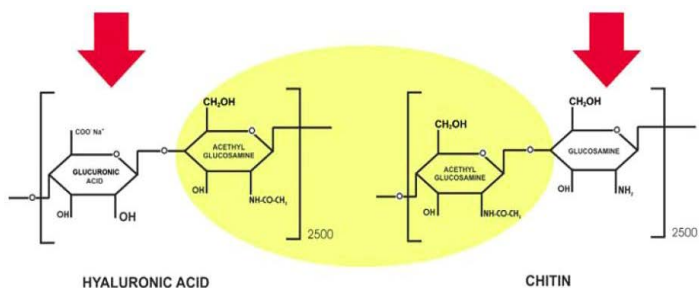 COO⁻Na⁺
O
GLUCURONIC
ACID
O
OH
OH
O
CH₂OH
O
ACETHYL
GLUCOSAMINE
OH
NH-CO-CH₃
2500
HYALURONIC ACID
CH₂OH
O
ACETHYL
GLUCOSAMINE
O
OH
NH-CO-CH₃
O
CH₂OH
O
GLUCOSAMINE
OH
NH₂
2500
CHITIN